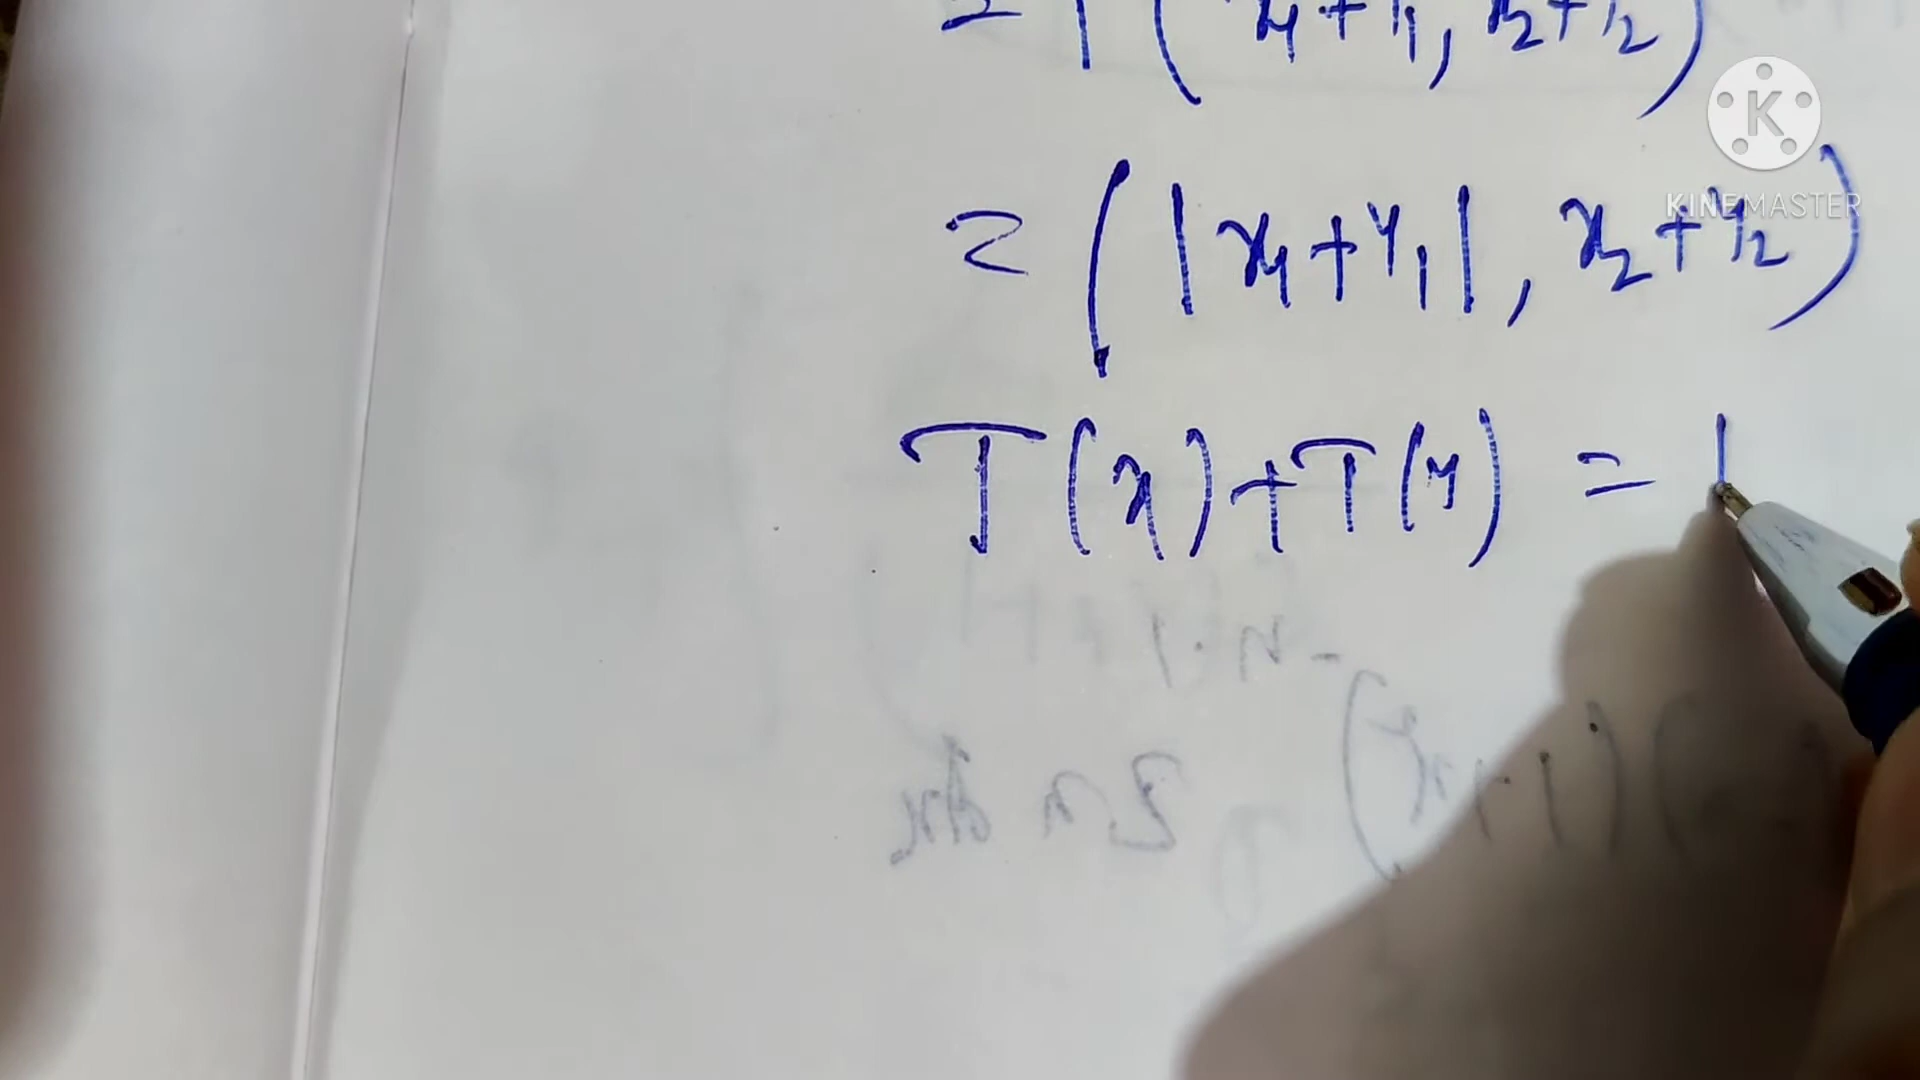 = T(x₁+y₁, x₂+y₂)
K
KINEMASTER
= (|x₁+y₁|, x₂+y₂)
T(x)+T(y) = |